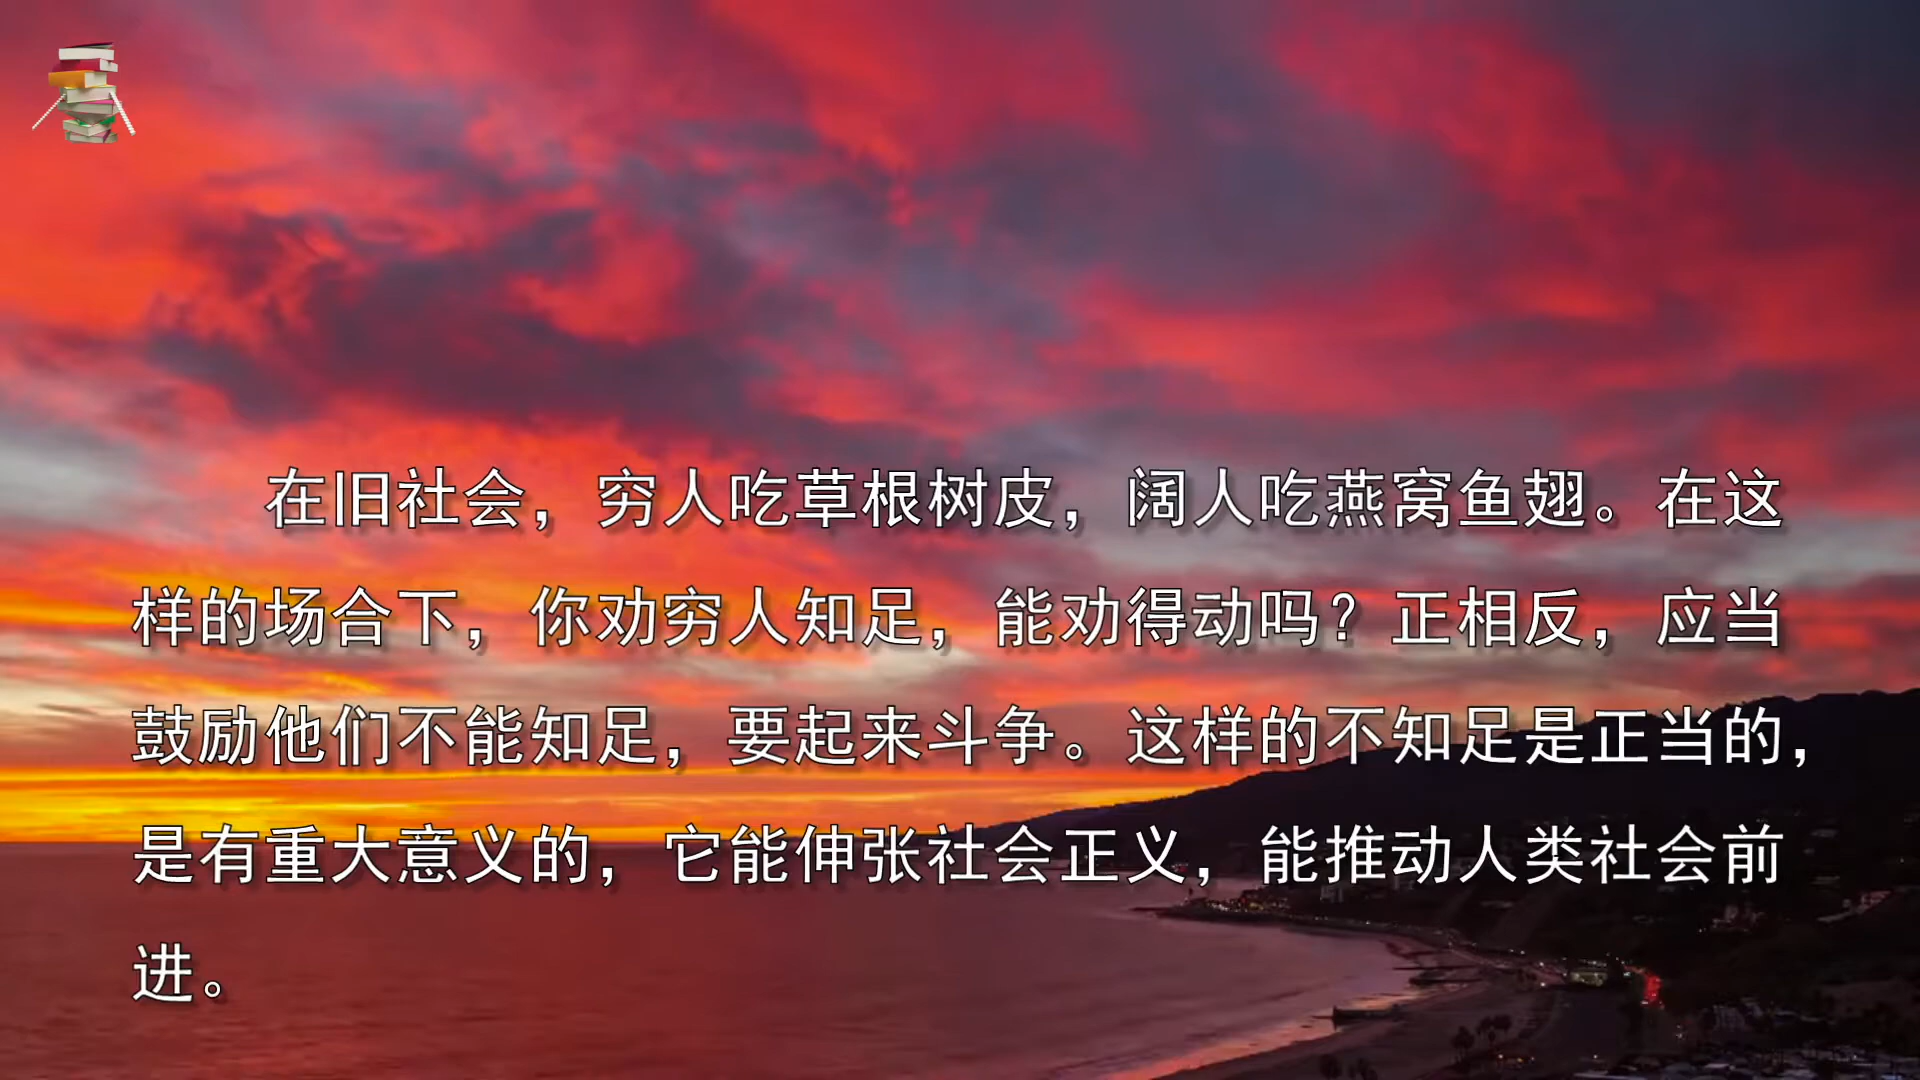 在旧社会，穷人吃草根树皮，阔人吃燕窝鱼翅。在这
样的场合下，你劝穷人知足，能劝得动吗？正相反，应当
鼓励他们不能知足，要起来斗争。这样的不知足是正当的，
是有重大意义的，它能伸张社会正义，能推动人类社会前
进。